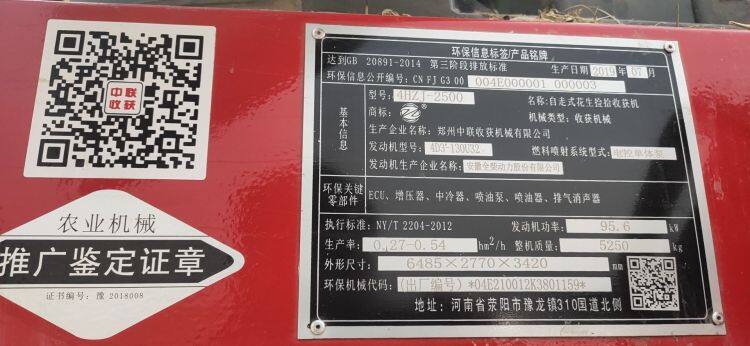 中联
收获
农业机械
推广鉴定证章
证书编号：豫 2018008
环保信息标签/产品铭牌
达到GB 20891-2014 第三阶段排放标准 生产日期 2019 年 07 月
环保信息公开编号：CN FJ G3 00 004E000001 000003
基本信息
型号：4HZJ-2500 名称：自走式花生捡拾收获机
商标： 机械类型：收获机械
生产企业名称：郑州中联收获机械有限公司
发动机型号：4D3-130U32 燃料喷射系统型式：电控单体泵
发动机生产企业名称：安徽全柴动力股份有限公司
环保关键零部件 ECU、增压器、中冷器、喷油泵、喷油器、排气消声器
执行标准：NY/T 2204-2012 发动机功率：95.6 kW
生产率：0.27-0.54 hm²/h 整机质量：5250 kg
外形尺寸：6485×2770×3420 mm
环保机械代码：(出厂编号) *04E210012K3801159*
地址：河南省荥阳市豫龙镇310国道北侧